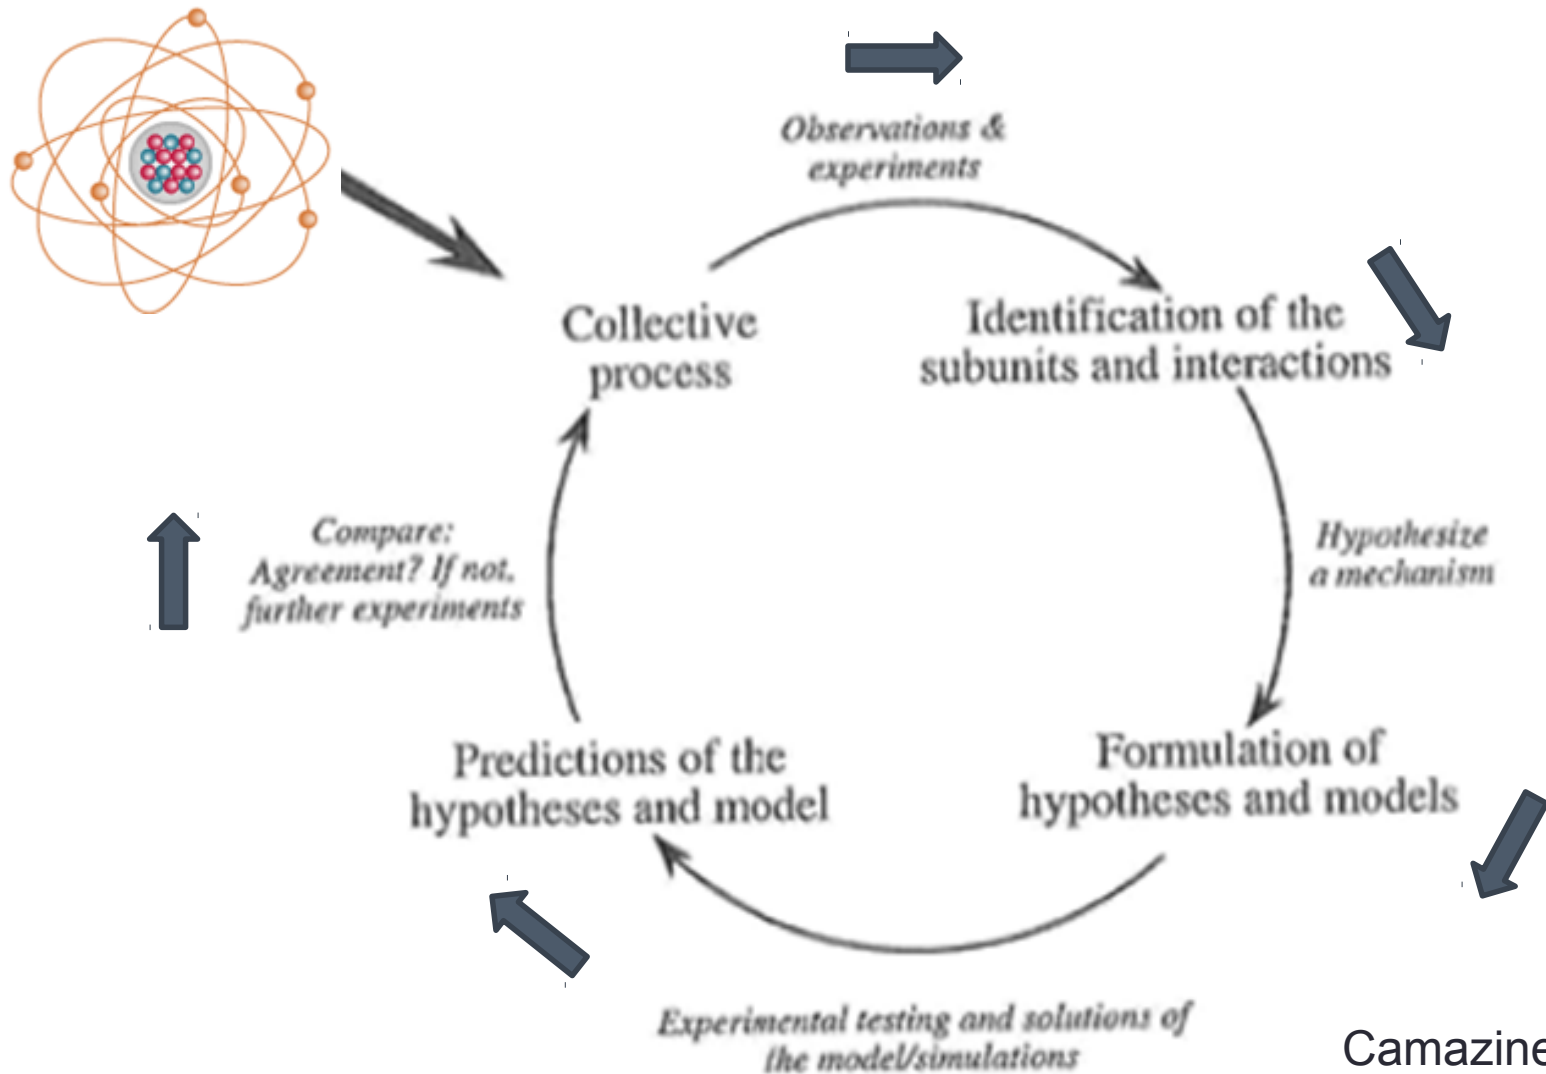 Observations &
experiments
Collective
process
Identification of the
subunits and interactions
Compare:
Agreement? If not,
further experiments
Hypothesize
a mechanism
Predictions of the
hypotheses and model
Formulation of
hypotheses and models
Experimental testing and solutions of
the model/simulations
Camazine